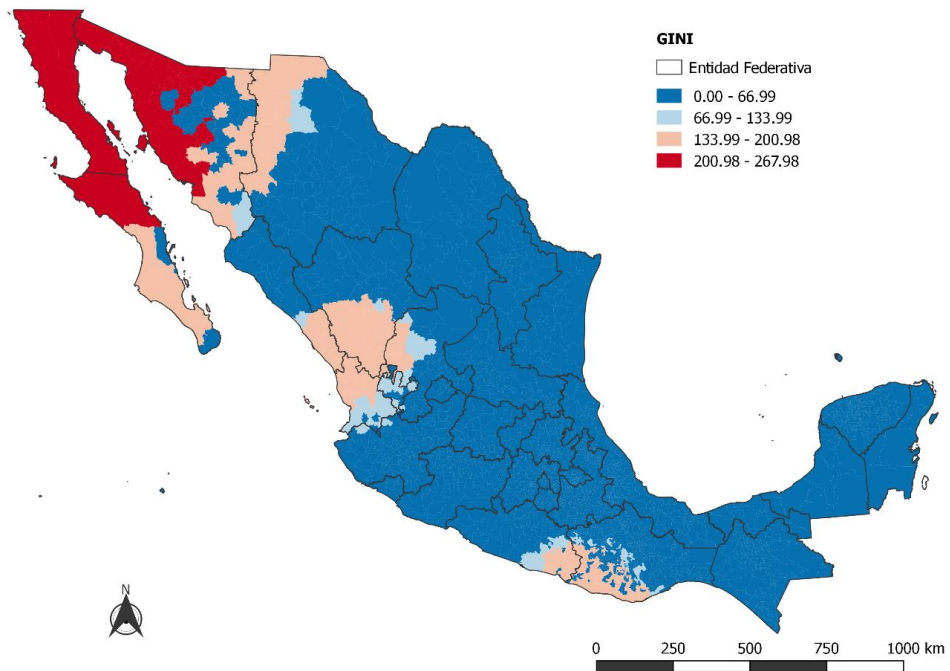 GINI
Entidad Federativa
0.00 - 66.99
66.99 - 133.99
133.99 - 200.98
200.98 - 267.98
N
0 250 500 750 1000 km